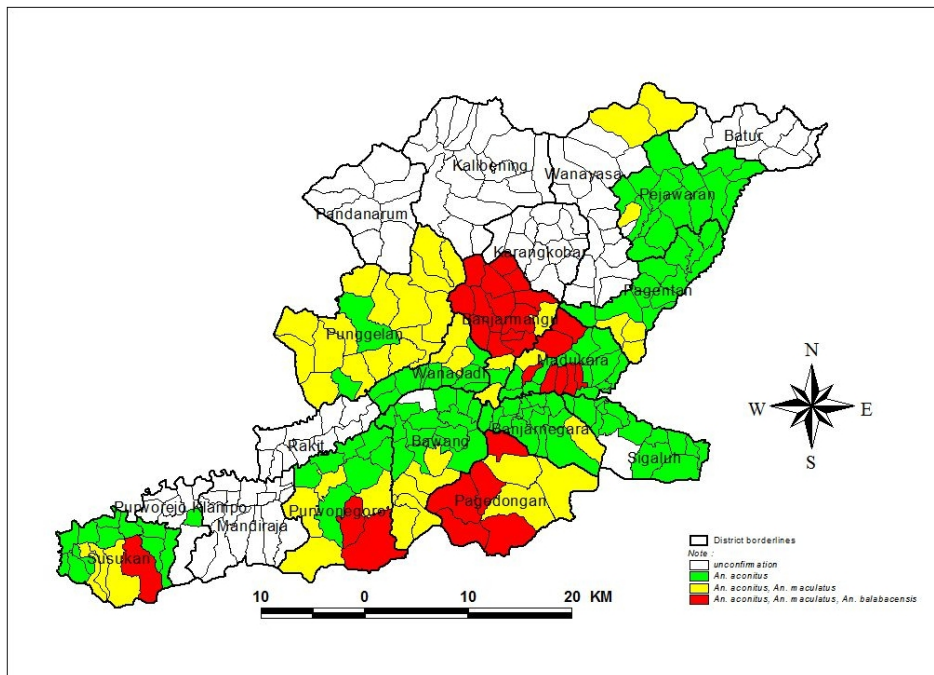 Batur
Kalibening
Wanayasa
Pejawaran
Pandanarum
Karangkobar
Pagentan
Banjarmangu
Punggelan
Madukara
Wanadadi
N
W E
S
Banjarnegara
Rakit
Bawang
Sigaluh
Pagedongan
Purworejo Klampo
Purwonegoro
Mandiraja
Susukan
10 0 10 20 KM
District borderlines
Note :
unconfirmation
An. aconitus
An. aconitus, An. maculatus
An. aconitus, An. maculatus, An. balabacensis